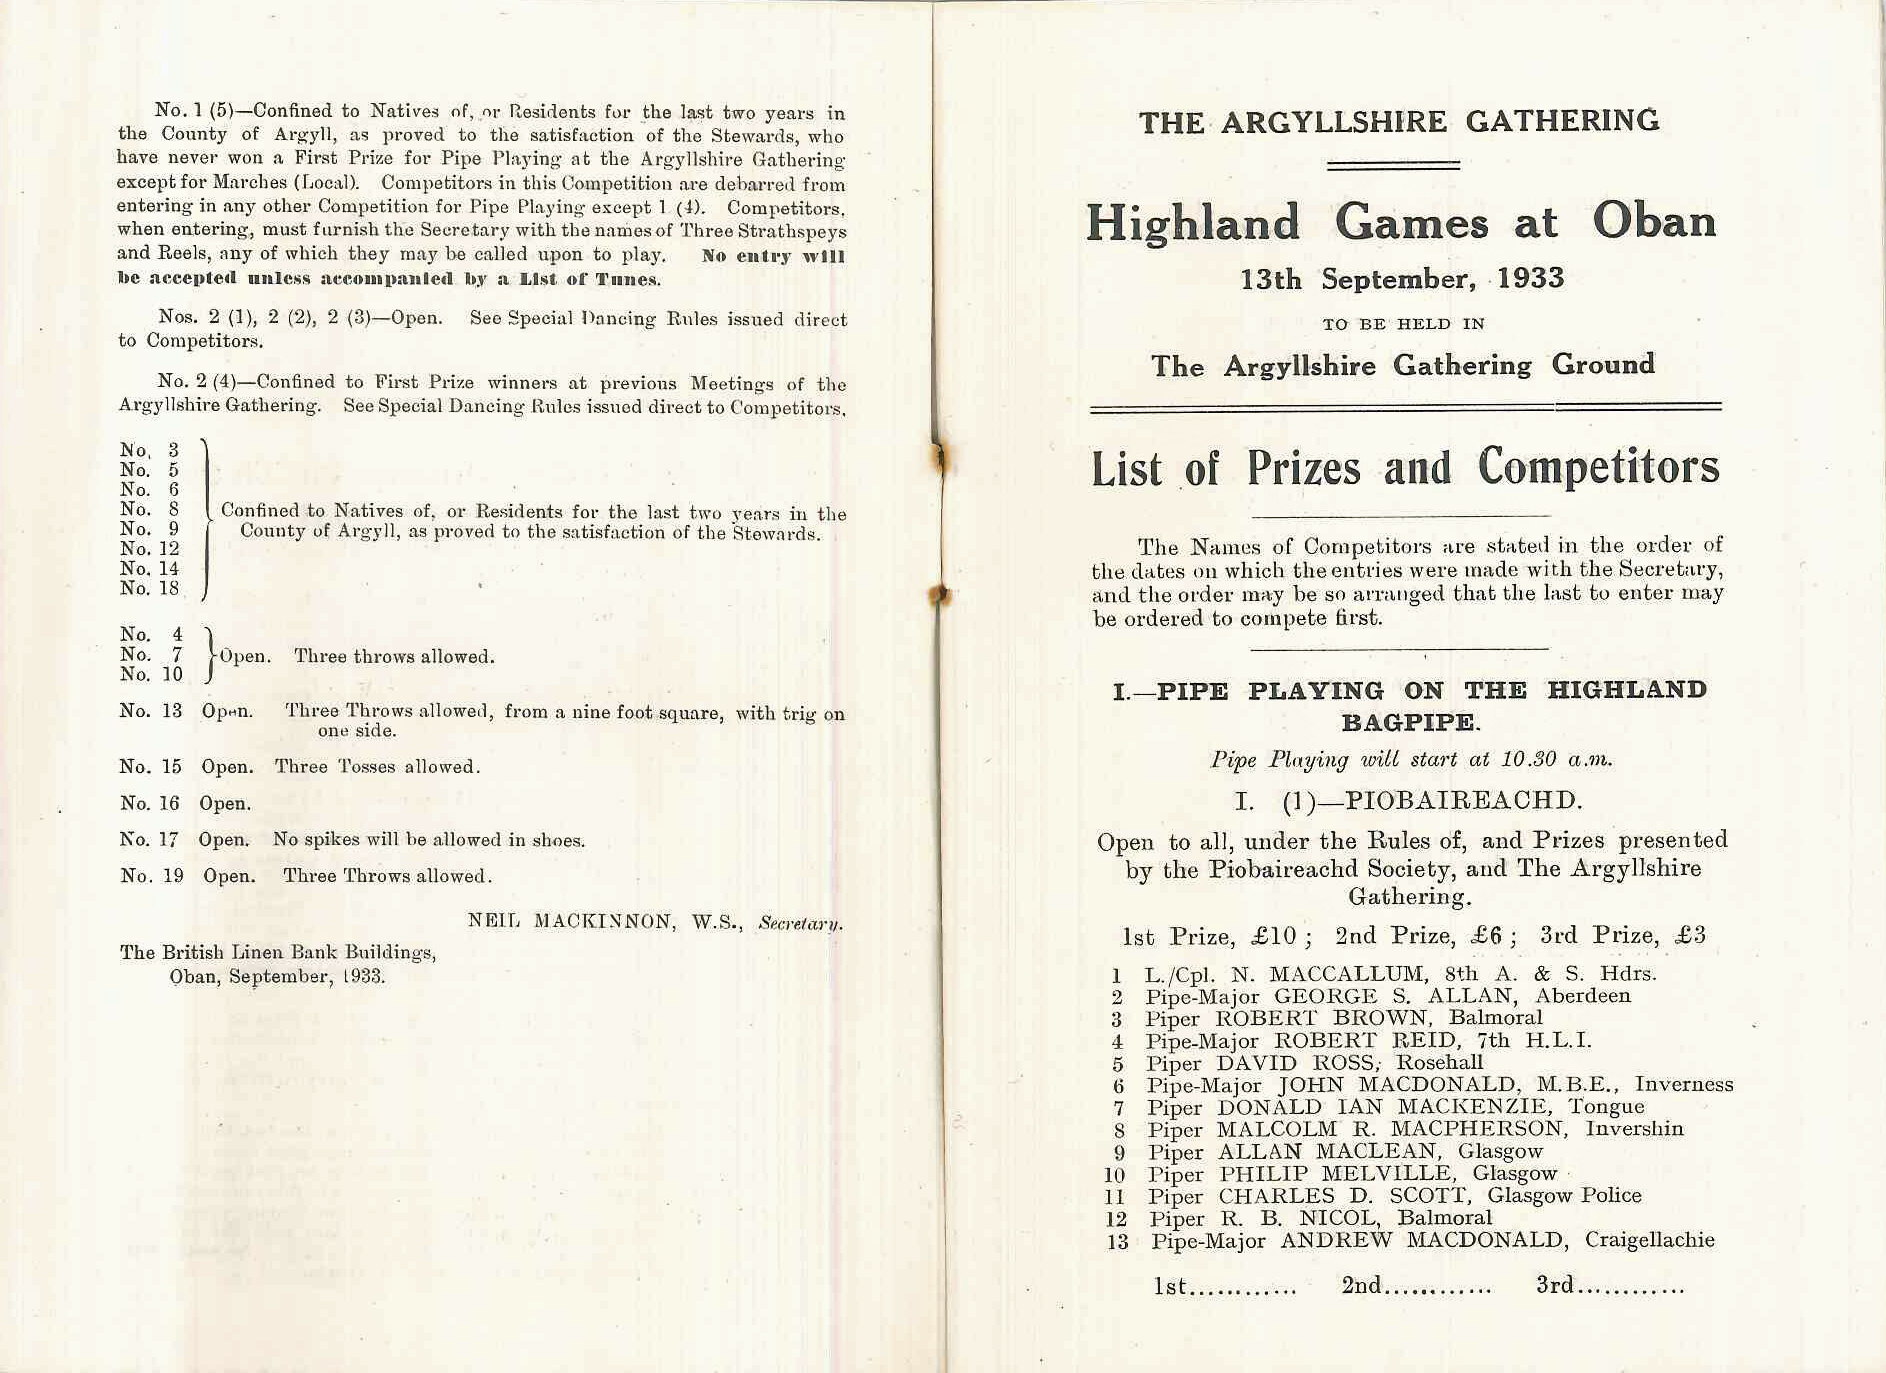 No. 1 (5)—Confined to Natives of, or Residents for the last two years in
the County of Argyll, as proved to the satisfaction of the Stewards, who
have never won a First Prize for Pipe Playing at the Argyllshire Gathering
except for Marches (Local). Competitors in this Competition are debarred from
entering in any other Competition for Pipe Playing except 1 (4). Competitors,
when entering, must furnish the Secretary with the names of Three Strathspeys
and Reels, any of which they may be called upon to play. No entry will
be accepted unless accompanied by a List of Tunes.
Nos. 2 (1), 2 (2), 2 (3)—Open. See Special Dancing Rules issued direct
to Competitors.
No. 2 (4)—Confined to First Prize winners at previous Meetings of the
Argyllshire Gathering. See Special Dancing Rules issued direct to Competitors.
No. 3
No. 5
No. 6
No. 8
No. 9
No. 12
No. 14
No. 18
Confined to Natives of, or Residents for the last two years in the
County of Argyll, as proved to the satisfaction of the Stewards.
No. 4
No. 7
No. 10
Open. Three throws allowed.
No. 13 Open. Three Throws allowed, from a nine foot square, with trig on
one side.
No. 15 Open. Three Tosses allowed.
No. 16 Open.
No. 17 Open. No spikes will be allowed in shoes.
No. 19 Open. Three Throws allowed.
NEIL MACKINNON, W.S., Secretary.
The British Linen Bank Buildings,
Oban, September, 1933.
THE ARGYLLSHIRE GATHERING
Highland Games at Oban
13th September, 1933
TO BE HELD IN
The Argyllshire Gathering Ground
List of Prizes and Competitors
The Names of Competitors are stated in the order of
the dates on which the entries were made with the Secretary,
and the order may be so arranged that the last to enter may
be ordered to compete first.
I.—PIPE PLAYING ON THE HIGHLAND
BAGPIPE.
Pipe Playing will start at 10.30 a.m.
I. (1)—PIOBAIREACHD.
Open to all, under the Rules of, and Prizes presented
by the Piobaireachd Society, and The Argyllshire
Gathering.
1st Prize, £10 ; 2nd Prize, £6 ; 3rd Prize, £3
1 L./Cpl. N. MACCALLUM, 8th A. & S. Hdrs.
2 Pipe-Major GEORGE S. ALLAN, Aberdeen
3 Piper ROBERT BROWN, Balmoral
4 Pipe-Major ROBERT REID, 7th H.L.I.
5 Piper DAVID ROSS, Rosehall
6 Pipe-Major JOHN MACDONALD, M.B.E., Inverness
7 Piper DONALD IAN MACKENZIE, Tongue
8 Piper MALCOLM R. MACPHERSON, Invershin
9 Piper ALLAN MACLEAN, Glasgow
10 Piper PHILIP MELVILLE, Glasgow
11 Piper CHARLES D. SCOTT, Glasgow Police
12 Piper R. B. NICOL, Balmoral
13 Pipe-Major ANDREW MACDONALD, Craigellachie
1st............ 2nd............ 3rd............